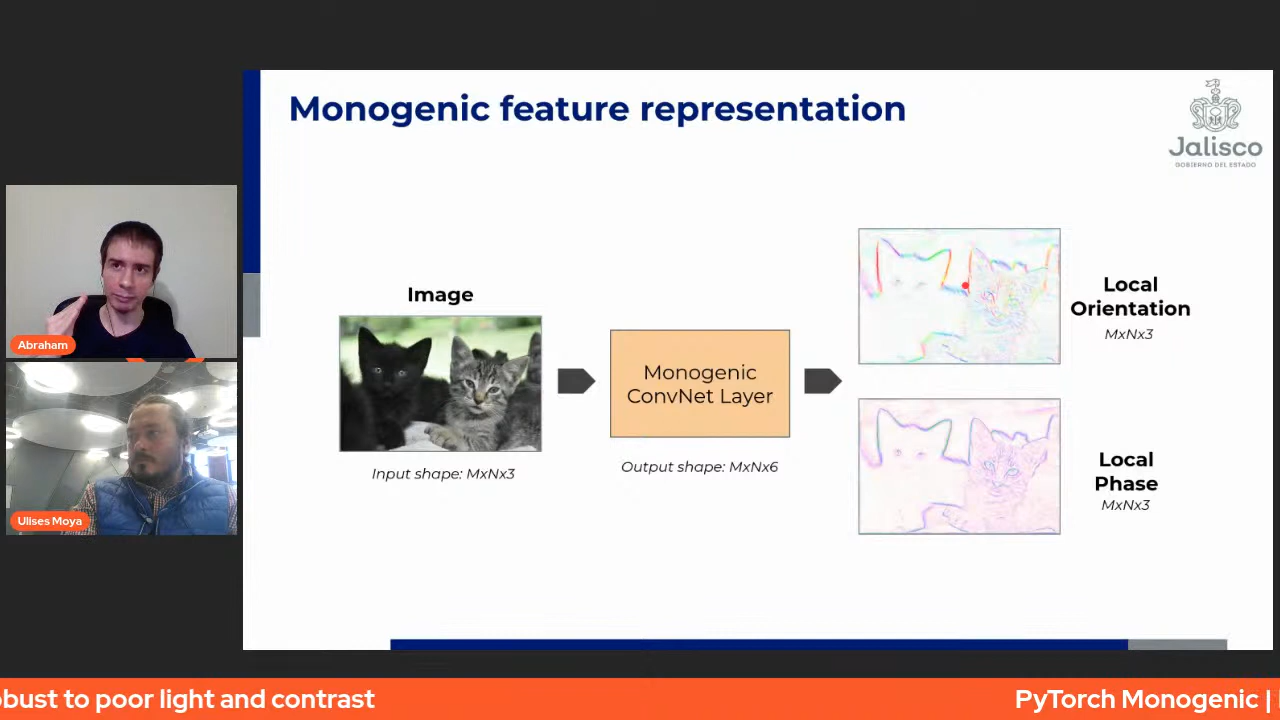 Monogenic feature representation
Jalisco
GOBIERNO DEL ESTADO
Image
Input shape: MxNx3
Monogenic
ConvNet Layer
Output shape: MxNx6
Local
Orientation
MxNx3
Local
Phase
MxNx3
Abraham
Ulises Moya
obust to poor light and contrast
PyTorch Monogenic |